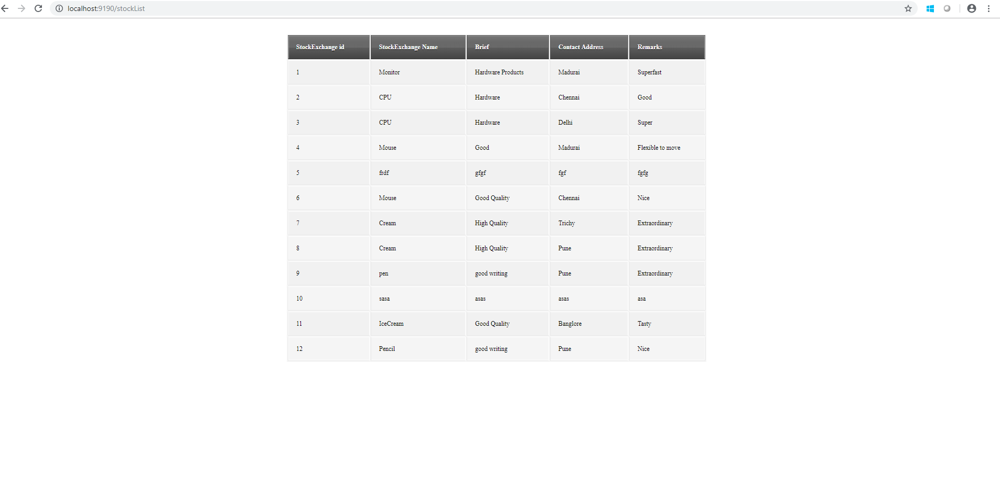 localhost:9190/stockList
StockExchange id StockExchange Name Brief Contact Address Remarks
1 Monitor Hardware Products Madurai Superfast
2 CPU Hardware Chennai Good
3 CPU Hardware Delhi Super
4 Mouse Good Madurai Flexible to move
5 frdf gfgf fgf fgfg
6 Mouse Good Quality Chennai Nice
7 Cream High Quality Trichy Extraordinary
8 Cream High Quality Pune Extraordinary
9 pen good writing Pune Extraordinary
10 sasa asas asas asa
11 IceCream Good Quality Banglore Tasty
12 Pencil good writing Pune Nice